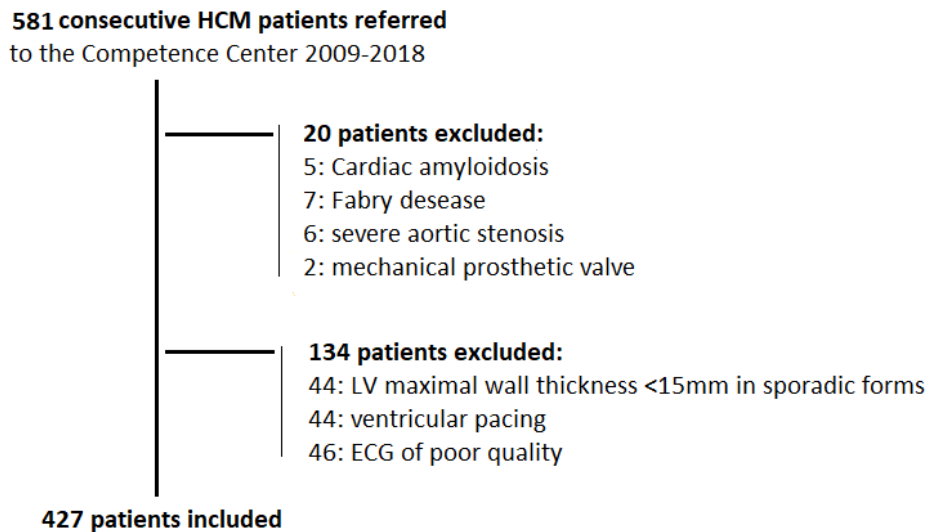 581 consecutive HCM patients referred
to the Competence Center 2009-2018
20 patients excluded:
5: Cardiac amyloidosis
7: Fabry desease
6: severe aortic stenosis
2: mechanical prosthetic valve
134 patients excluded:
44: LV maximal wall thickness <15mm in sporadic forms
44: ventricular pacing
46: ECG of poor quality
427 patients included